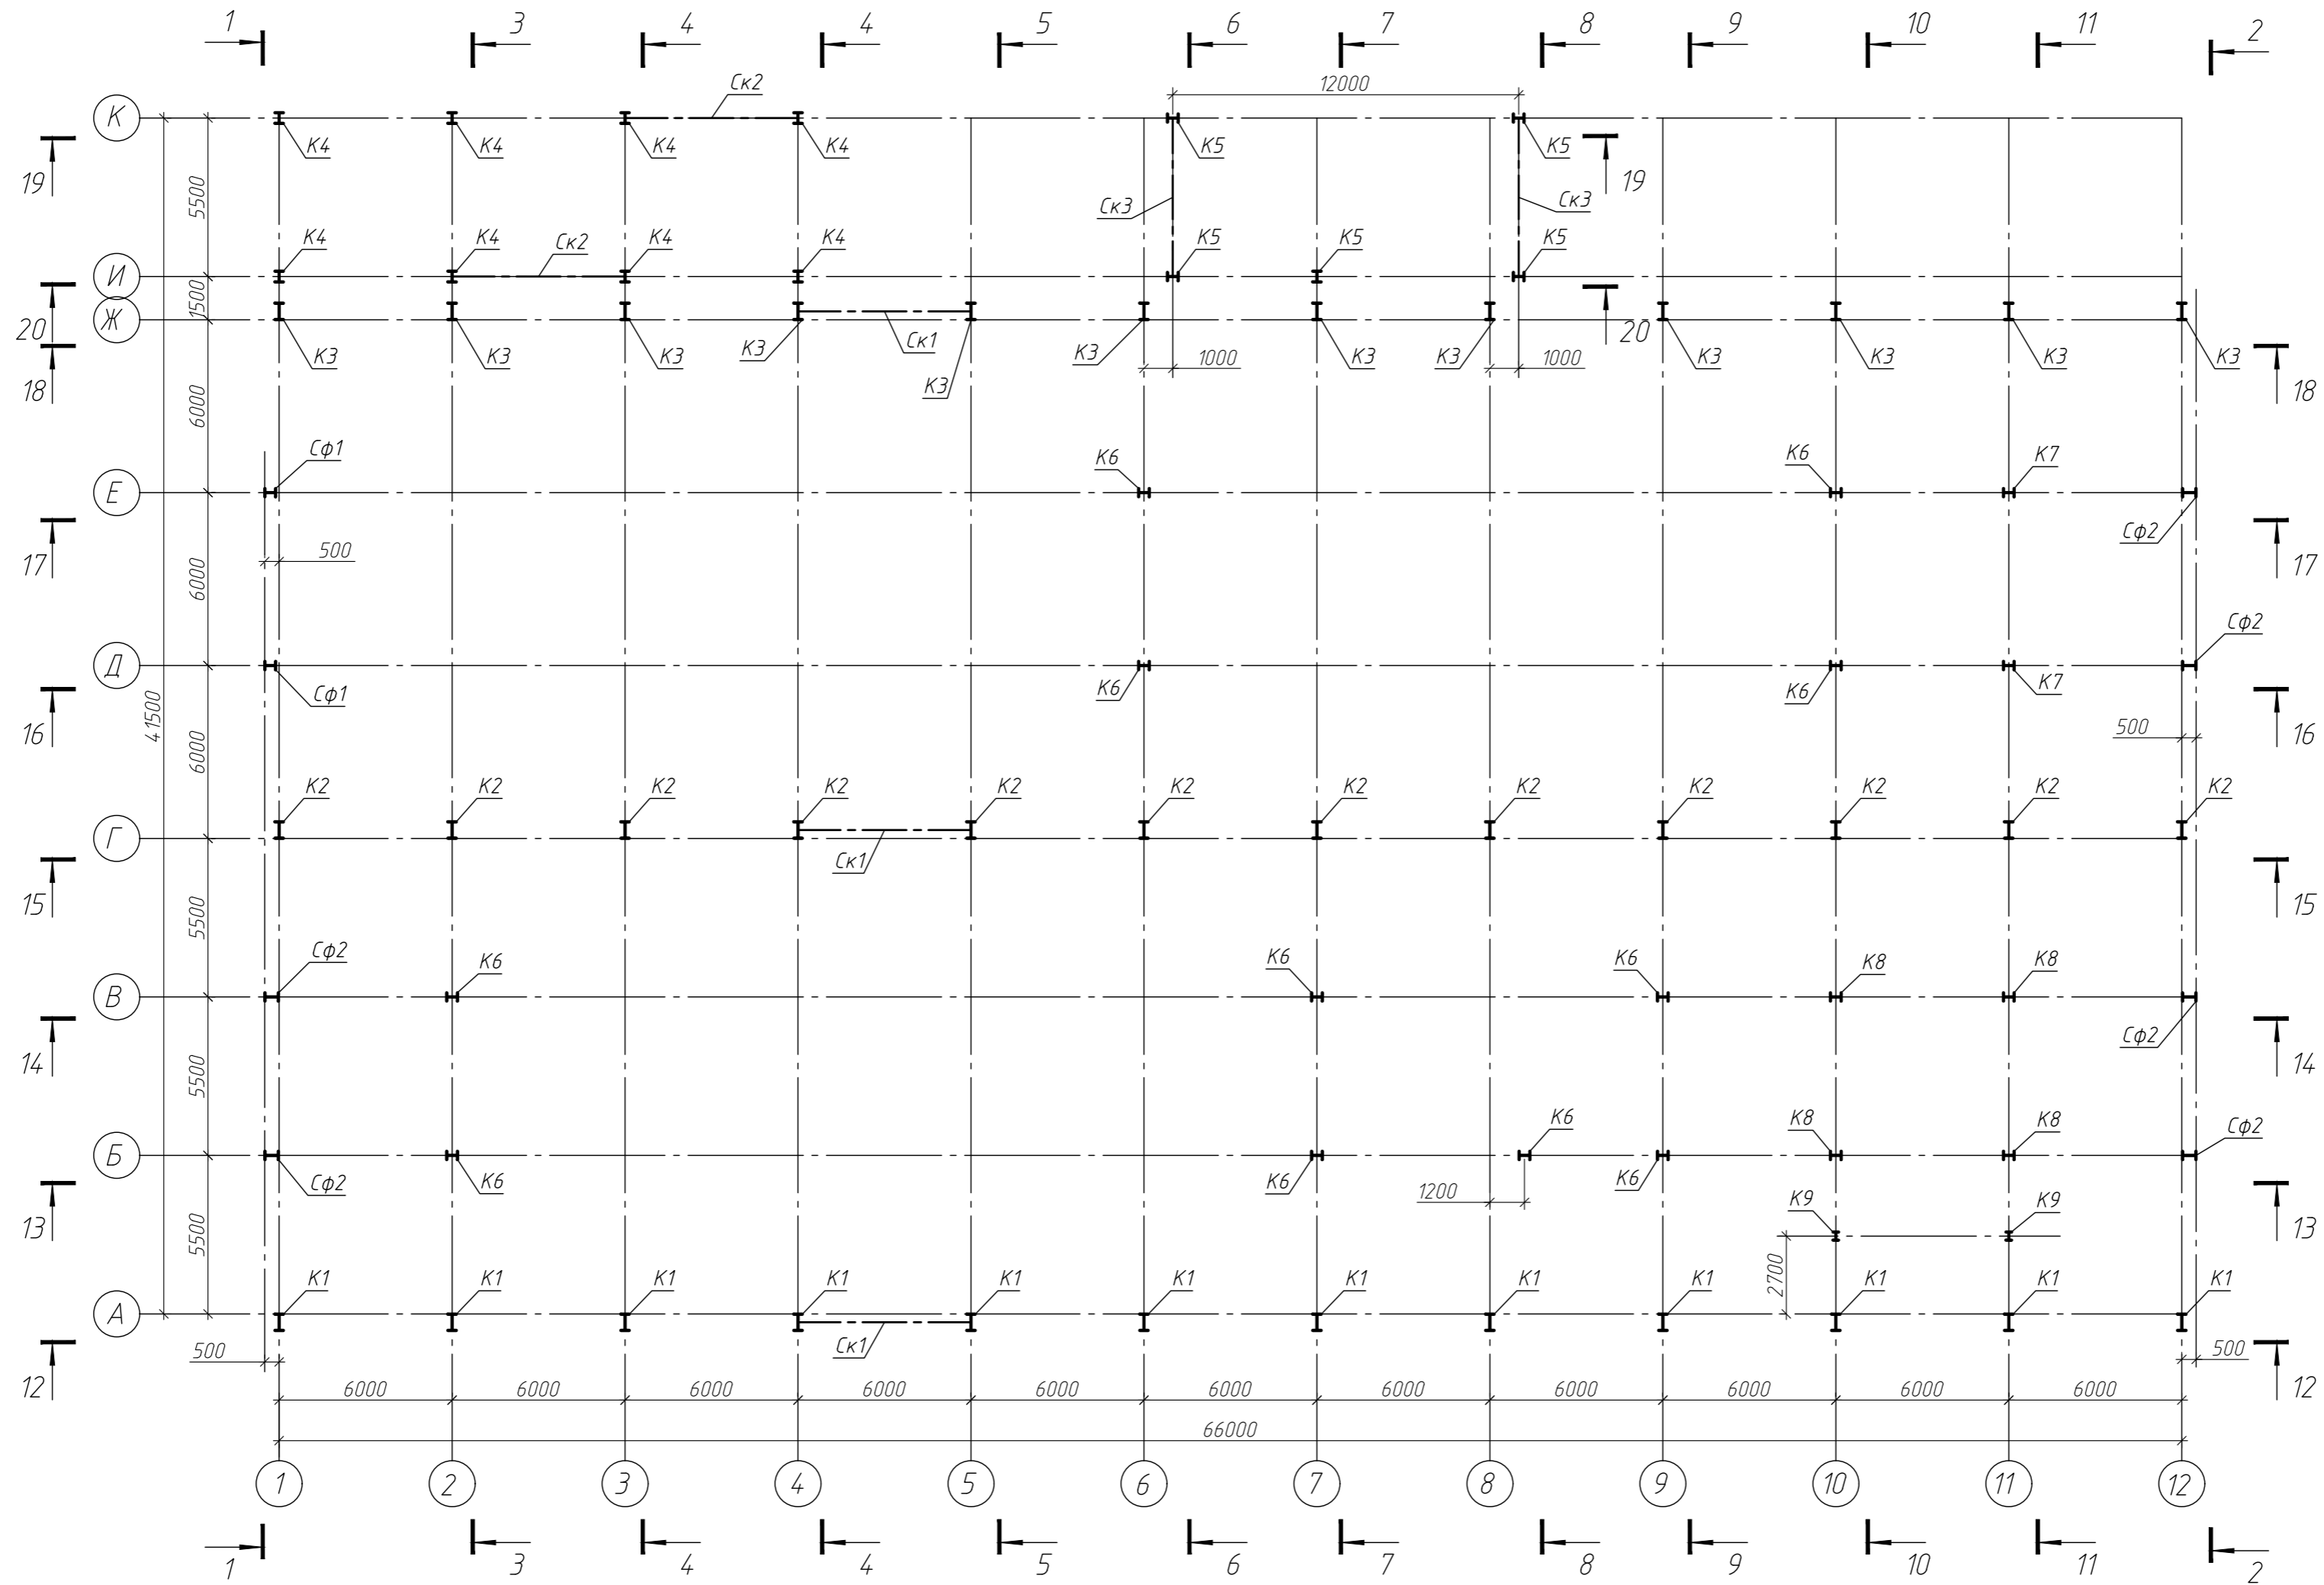 1 3 4 4 5 6 7 8 9 10 11 2
12000
Ск2
К
К4 К4 К4 К4 К5 К5
19 19
5500
Ск3 Ск3
К4 К4 Ск2 К4 К4 К5 К5 К5
И
1500
Ж
20 20
Ск1
К3 К3 К3 К3 К3 К3 К3 К3 К3 К3 К3 К3
1000 1000
18 18
6000
Сф1 К6 К6 К7
Е
Сф2
17 17
500
6000
Сф2
Д
Сф1 К6 К6 К7
41500
16 16
500
6000
К2 К2 К2 К2 К2 К2 К2 К2 К2 К2 К2 К2
Г
Ск1
15 15
5500
Сф2 К6 К6 К6 К8 К8
В
Сф2
14 14
5500
К6 К8 К8 Сф2
Б
Сф2 К6 К6 К6
1200
К9 К9
13 13
5500
2700
К1 К1 К1 К1 К1 К1 К1 К1 К1 К1 К1 К1
А
Ск1
500 500
12 12
6000 6000 6000 6000 6000 6000 6000 6000 6000 6000 6000
66000
1 2 3 4 5 6 7 8 9 10 11 12
1 3 4 4 5 6 7 8 9 10 11 2